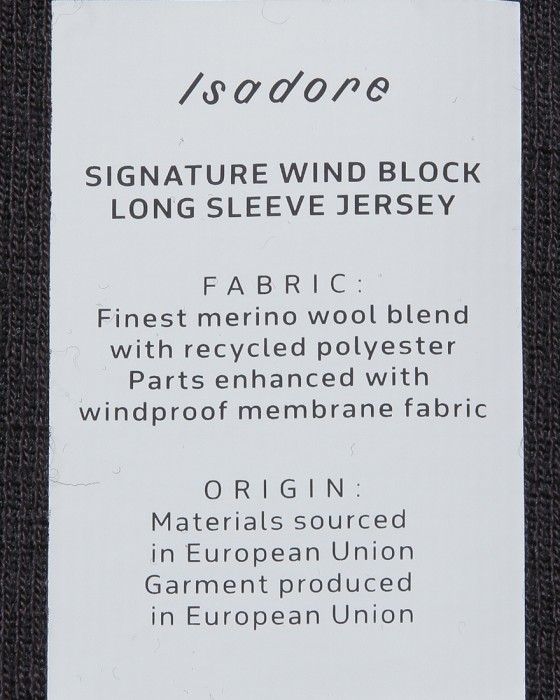 Isadore
SIGNATURE WIND BLOCK
LONG SLEEVE JERSEY
FABRIC:
Finest merino wool blend
with recycled polyester
Parts enhanced with
windproof membrane fabric
ORIGIN:
Materials sourced
in European Union
Garment produced
in European Union